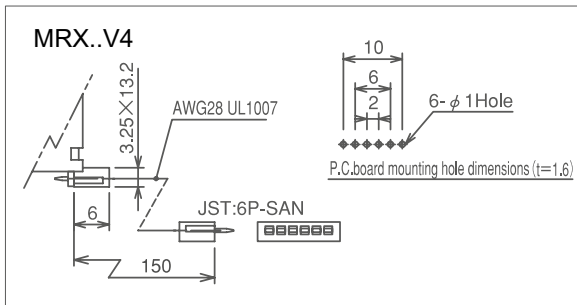 MRX..V4
10
6
2
3.25×13.2
AWG28 UL1007
6-φ1Hole
P.C.board mounting hole dimensions (t=1.6)
6
JST:6P-SAN
150